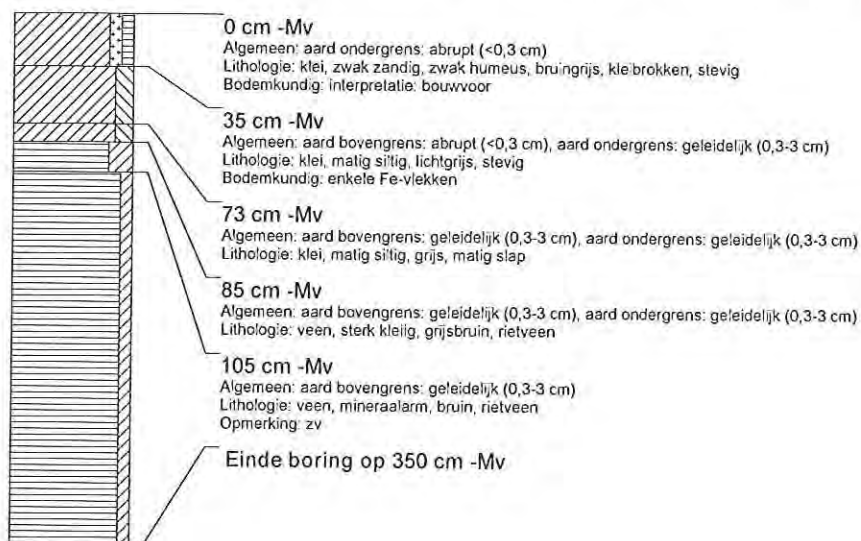 0 cm -Mv
Algemeen: aard ondergrens: abrupt (<0,3 cm)
Lithologie: klei, zwak zandig, zwak humeus, bruingrijs, kleibrokken, stevig
Bodemkundig: interpretatie: bouwvoor
35 cm -Mv
Algemeen: aard bovengrens: abrupt (<0,3 cm), aard ondergrens: geleidelijk (0,3-3 cm)
Lithologie: klei, matig siltig, lichtgrijs, stevig
Bodemkundig: enkele Fe-vlekken
73 cm -Mv
Algemeen: aard bovengrens: geleidelijk (0,3-3 cm), aard ondergrens: geleidelijk (0,3-3 cm)
Lithologie: klei, matig siltig, grijs, matig slap
85 cm -Mv
Algemeen: aard bovengrens: geleidelijk (0,3-3 cm), aard ondergrens: geleidelijk (0,3-3 cm)
Lithologie: veen, sterk kleiig, grijsbruin, rietveen
105 cm -Mv
Algemeen: aard bovengrens: geleidelijk (0,3-3 cm)
Lithologie: veen, mineraalarm, bruin, rietveen
Opmerking: zv
Einde boring op 350 cm -Mv